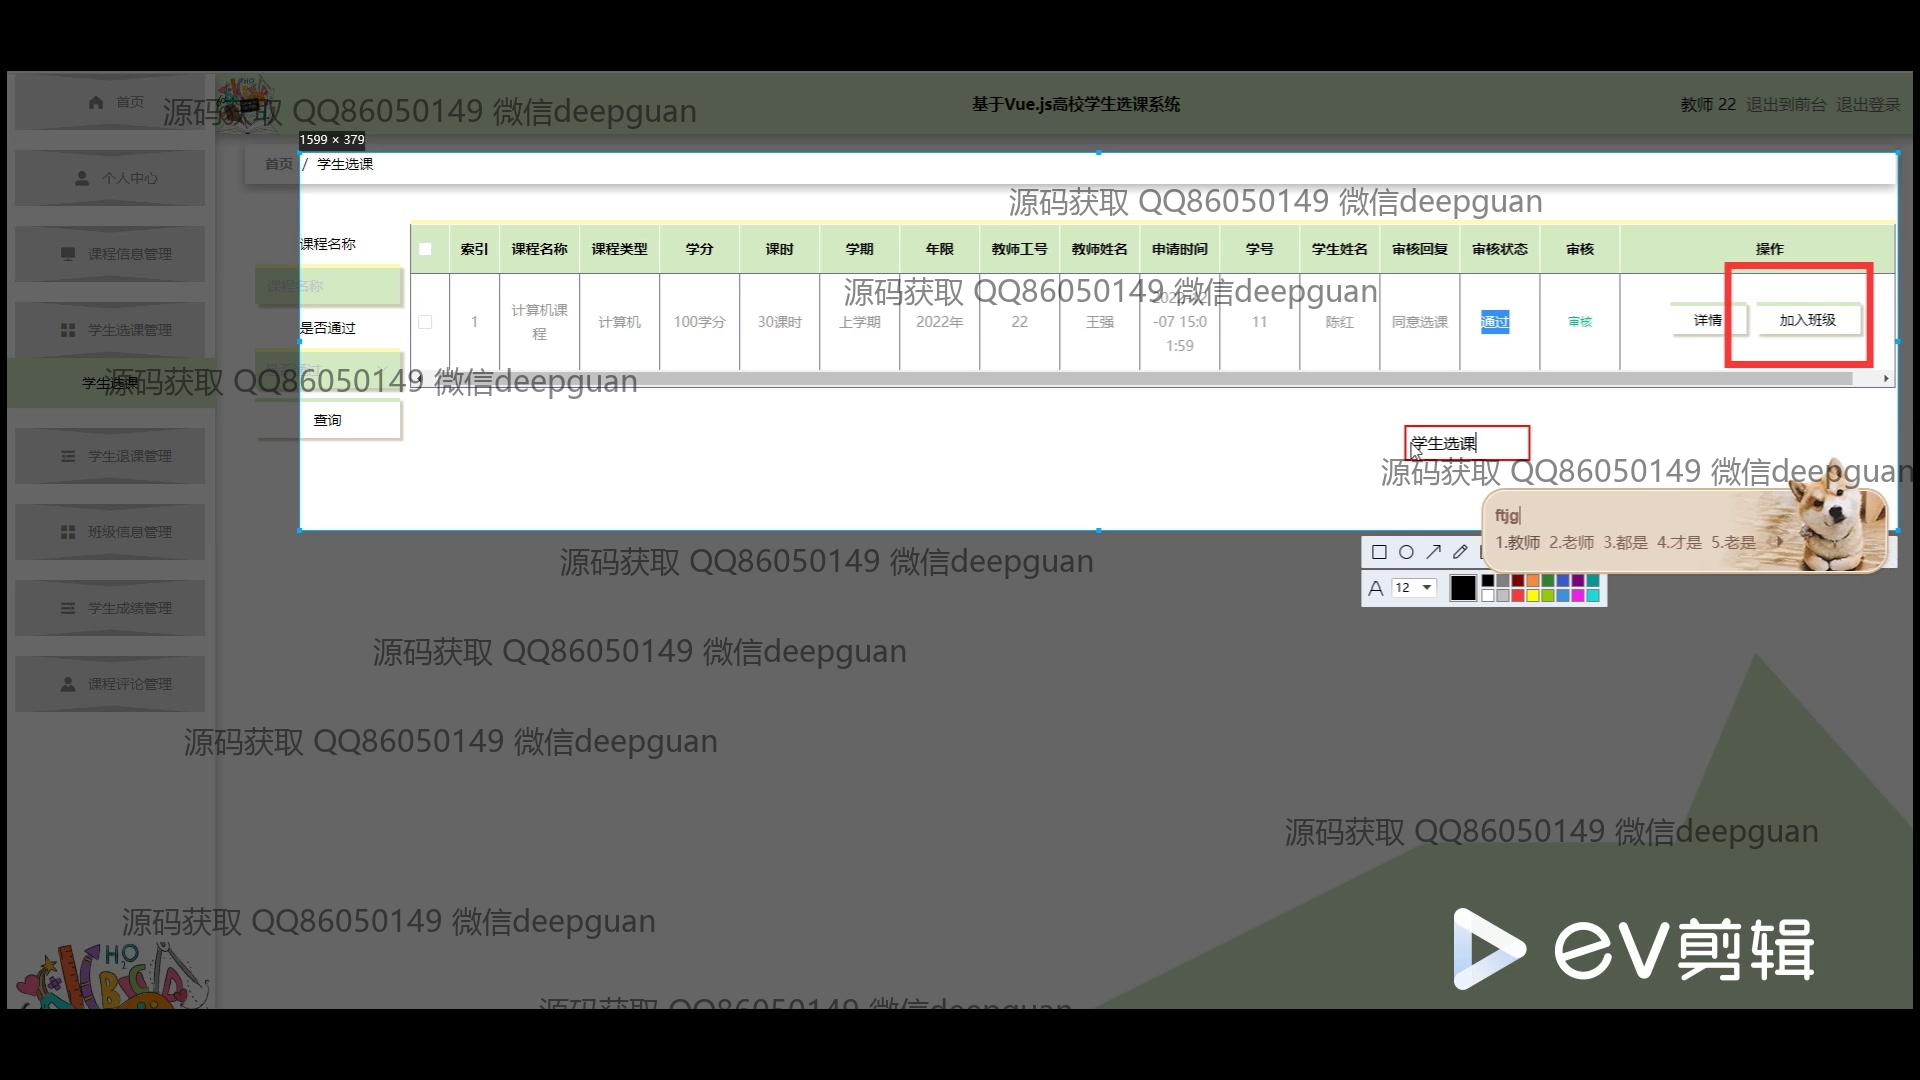 首页
源码获取 QQ86050149 微信deepguan
基于Vue.js高校学生选课系统
教师 22 退出到前台 退出登录
1599 × 379
首页 / 学生选课
个人中心
源码获取 QQ86050149 微信deepguan
课程名称
索引 课程名称 课程类型 学分 课时 学期 年限 教师工号 教师姓名 申请时间 学号 学生姓名 审核回复 审核状态 审核 操作
课程信息管理
课程名称
源码获取 QQ86050149 微信deepguan
1 计算机课程 计算机 100学分 30课时 上学期 2022年 22 王强 -07 15:01:59 11 陈红 同意选课 通过 审核 详情 加入班级
是否通过
学生选课管理
学生选课
源码获取 QQ86050149 微信deepguan
查询
学生选课
学生退课管理
源码获取 QQ86050149 微信deepguan
ftjg
1.教师 2.老师 3.都是 4.才是 5.老是
班级信息管理
源码获取 QQ86050149 微信deepguan
A 12
学生成绩管理
源码获取 QQ86050149 微信deepguan
课程评论管理
源码获取 QQ86050149 微信deepguan
源码获取 QQ86050149 微信deepguan
源码获取 QQ86050149 微信deepguan
ev剪辑
源码获取 QQ86050149 微信deepguan